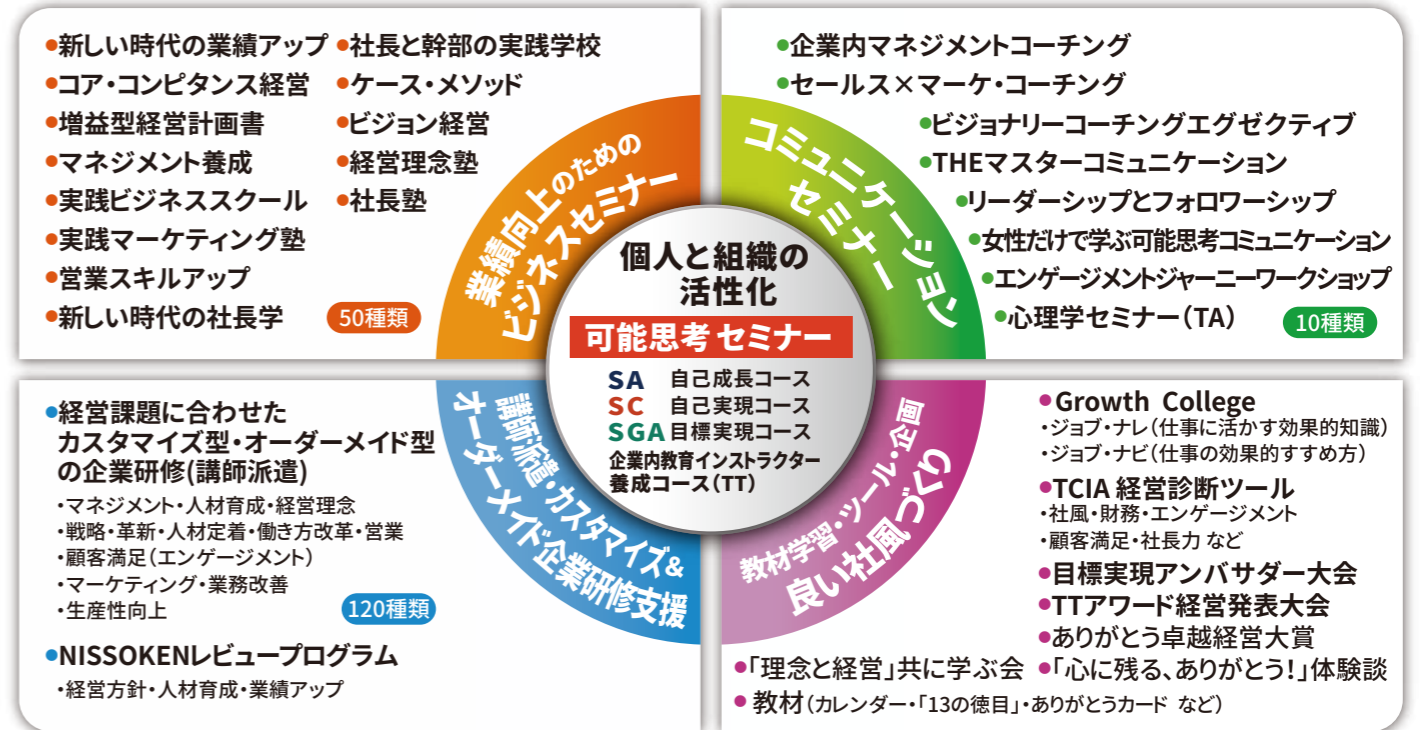 ●新しい時代の業績アップ
●コア・コンピタンス経営
●増益型経営計画書
●マネジメント養成
●実践ビジネススクール
●実践マーケティング塾
●営業スキルアップ
●新しい時代の社長学
●社長と幹部の実践学校
●ケース・メソッド
●ビジョン経営
●経営理念塾
●社長塾
50種類
業績向上のための
ビジネスセミナー
●企業内マネジメントコーチング
●セールス×マーケ・コーチング
●ビジョナリーコーチングエグゼクティブ
●THEマスターコミュニケーション
●リーダーシップとフォロワーシップ
●女性だけで学ぶ可能思考コミュニケーション
●エンゲージメントジャーニーワークショップ
●心理学セミナー（TA）
10種類
コミュニケーション
セミナー
個人と組織の
活性化
可能思考 セミナー
SA 自己成長コース
SC 自己実現コース
SGA 目標実現コース
企業内教育インストラクター
養成コース（TT）
●経営課題に合わせた
カスタマイズ型・オーダーメイド型
の企業研修(講師派遣)
・マネジメント・人材育成・経営理念
・戦略・革新・人材定着・働き方改革・営業
・顧客満足（エンゲージメント）
・マーケティング・業務改善
・生産性向上
120種類
●NISSOKENレビュープログラム
・経営方針・人材育成・業績アップ
講師派遣・カスタマイズ&
オーダーメイド企業研修支援
教材学習・ツール・企画
良い社風づくり
●Growth College
・ジョブ・ナレ（仕事に活かす効果的知識）
・ジョブ・ナビ（仕事の効果的すすめ方）
●TCIA 経営診断ツール
・社風・財務・エンゲージメント
・顧客満足・社長力 など
●目標実現アンバサダー大会
●TTアワード経営発表大会
●ありがとう卓越経営大賞
●「理念と経営」共に学ぶ会 ●「心に残る、ありがとう！」体験談
●教材（カレンダー・「13の徳目」・ありがとうカード など）